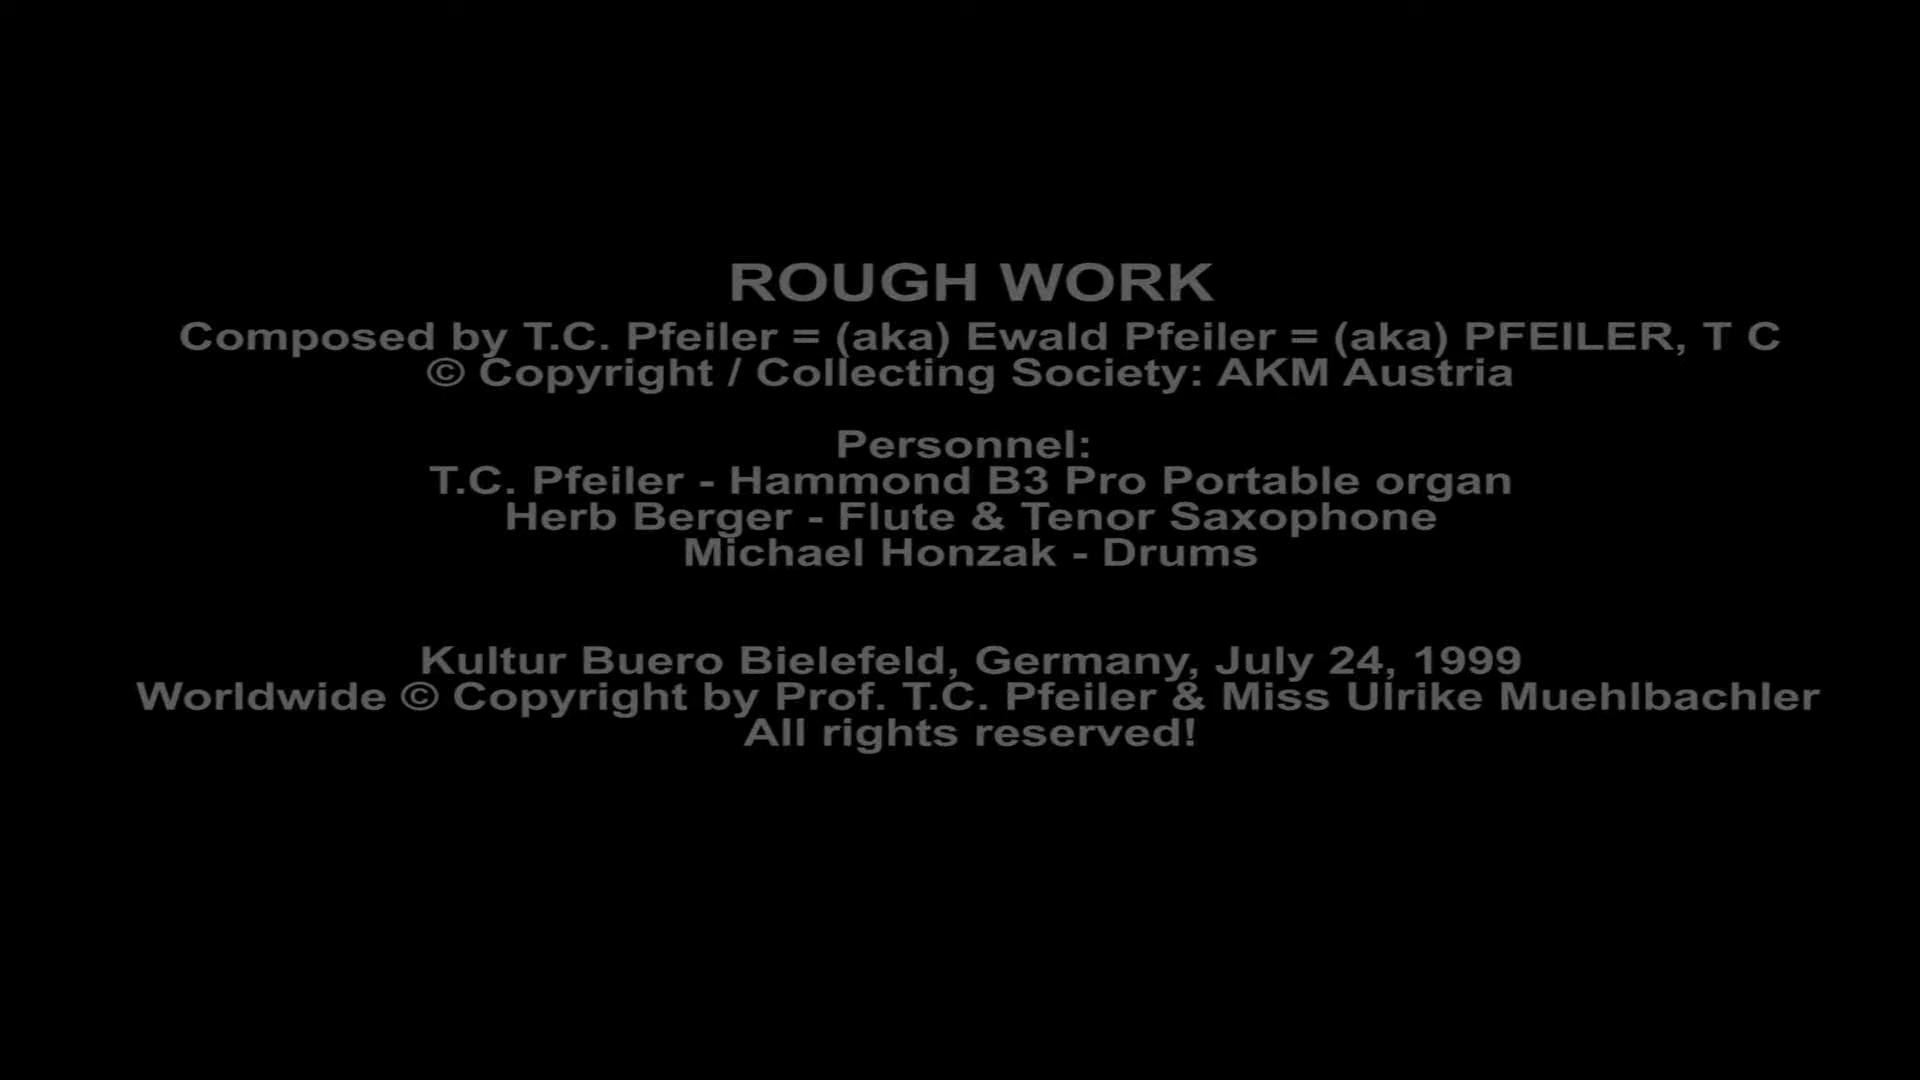 ROUGH WORK
Composed by T.C. Pfeiler = (aka) Ewald Pfeiler = (aka) PFEILER, T C
© Copyright / Collecting Society: AKM Austria
Personnel:
T.C. Pfeiler - Hammond B3 Pro Portable organ
Herb Berger - Flute & Tenor Saxophone
Michael Honzak - Drums
Kultur Buero Bielefeld, Germany, July 24, 1999
Worldwide © Copyright by Prof. T.C. Pfeiler & Miss Ulrike Muehlbachler
All rights reserved!